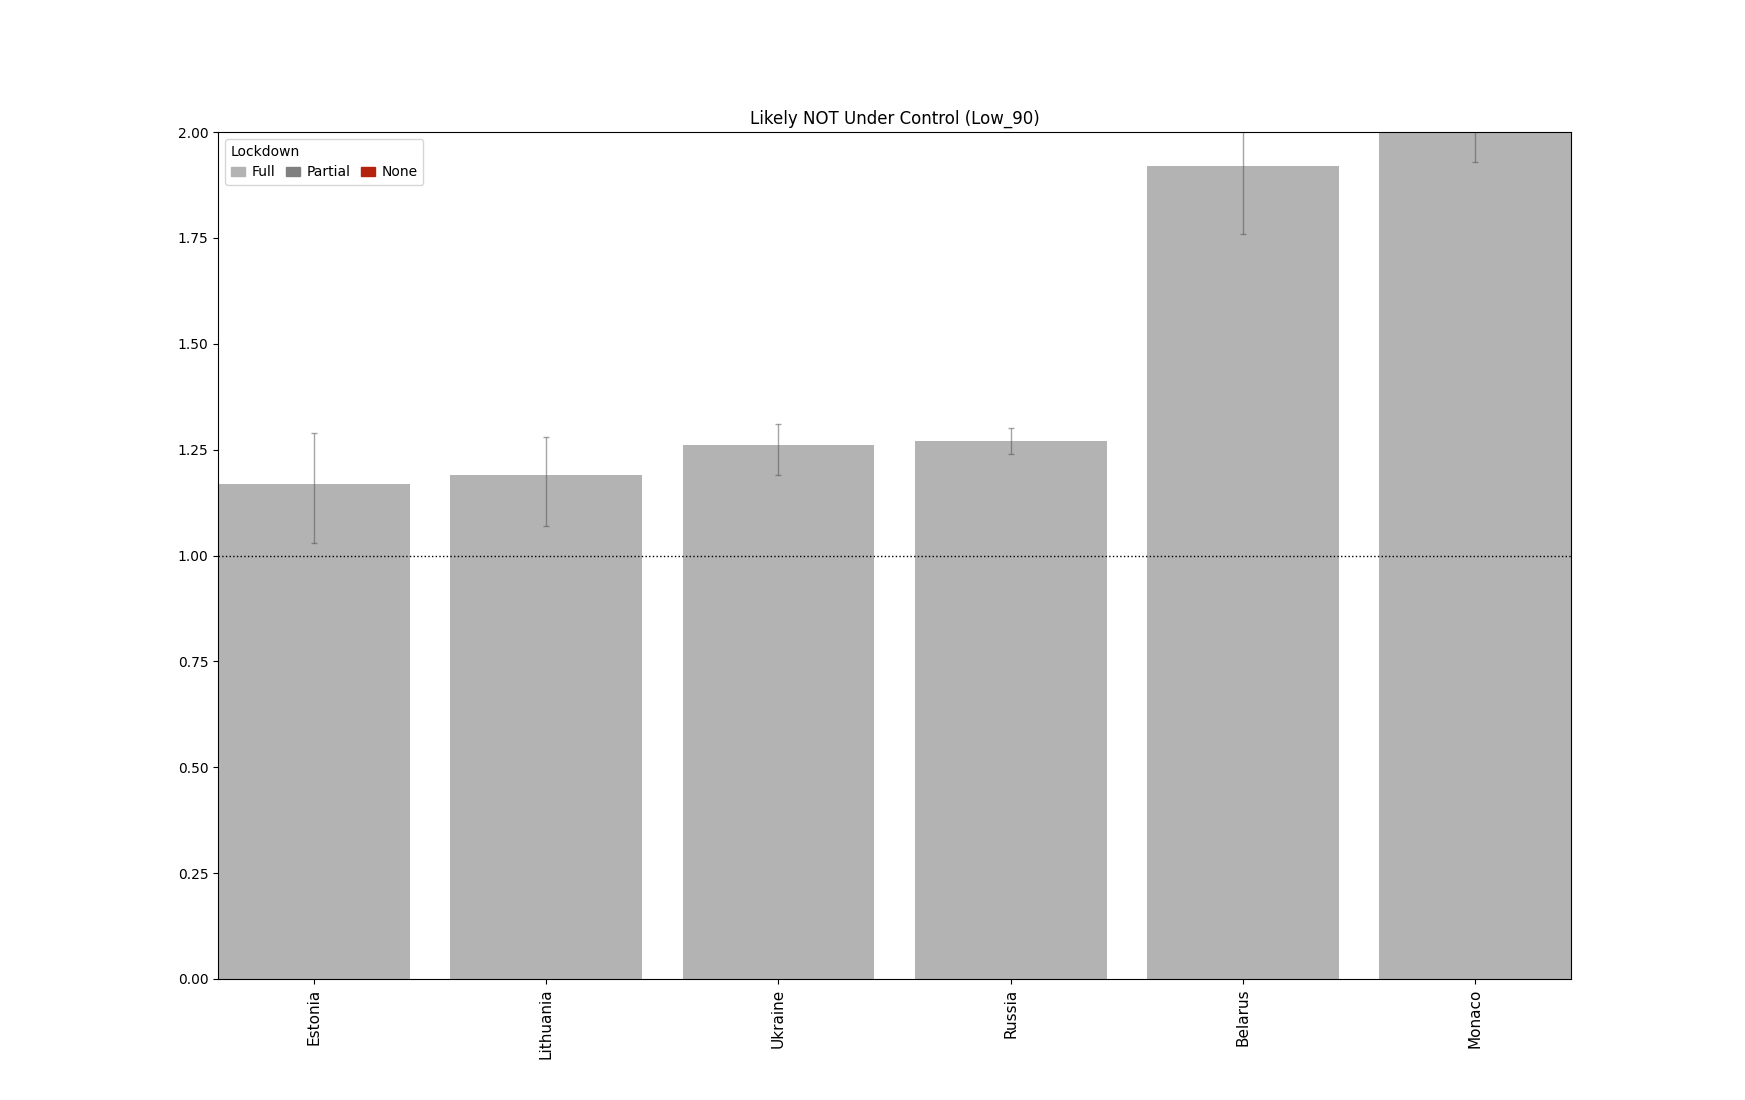 Likely NOT Under Control (Low_90)
Lockdown
Full Partial None
2.00
1.75
1.50
1.25
1.00
0.75
0.50
0.25
0.00
Estonia
Lithuania
Ukraine
Russia
Belarus
Monaco